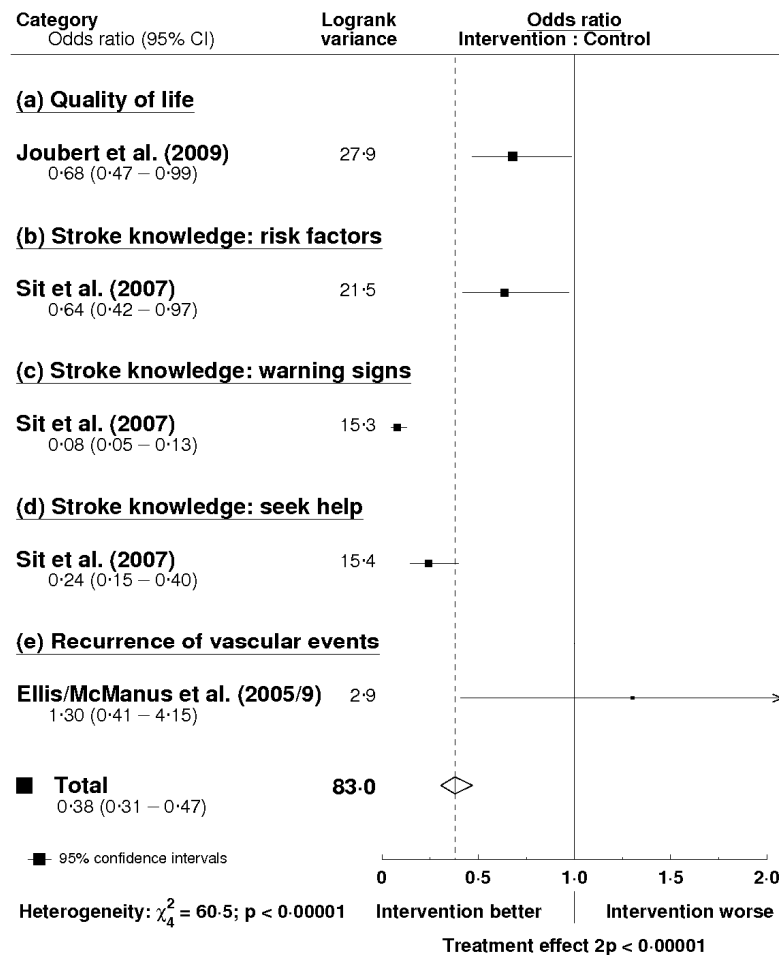 Category Logrank Odds ratio
Odds ratio (95% CI) variance Intervention : Control
(a) Quality of life
Joubert et al. (2009) 27·9
0·68 (0·47 – 0·99)
(b) Stroke knowledge: risk factors
Sit et al. (2007) 21·5
0·64 (0·42 – 0·97)
(c) Stroke knowledge: warning signs
Sit et al. (2007) 15·3
0·08 (0·05 – 0·13)
(d) Stroke knowledge: seek help
Sit et al. (2007) 15·4
0·24 (0·15 – 0·40)
(e) Recurrence of vascular events
Ellis/McManus et al. (2005/9) 2·9
1·30 (0·41 – 4·15)
Total 83·0
0·38 (0·31 – 0·47)
95% confidence intervals
0 0·5 1·0 1·5 2·0
Heterogeneity: χ²₄ = 60·5; p < 0·00001 Intervention better Intervention worse
Treatment effect 2p < 0·00001